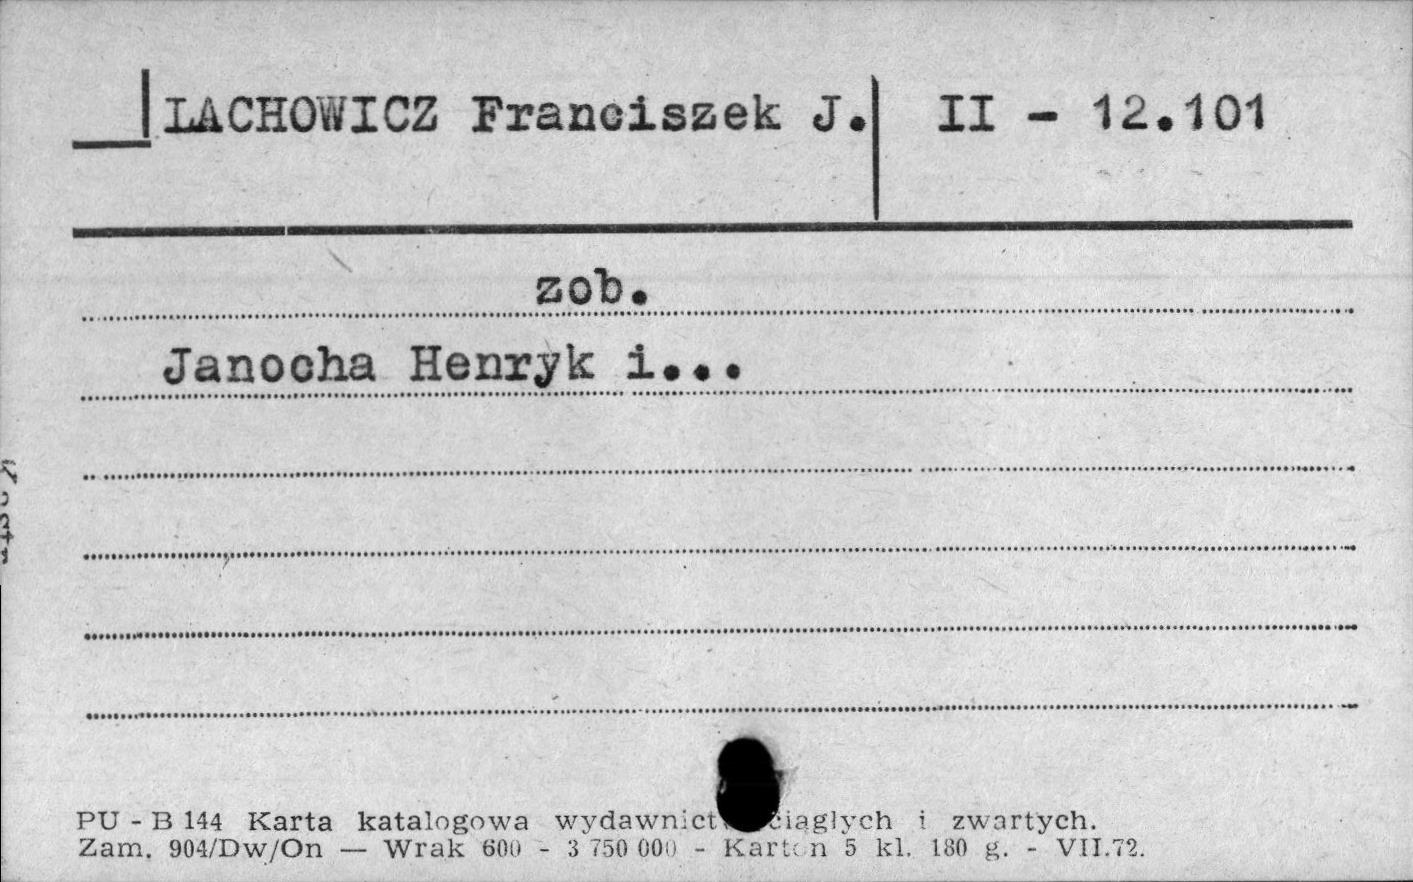 LACHOWICZ Franciszek J. II - 12.101
zob.
Janocha Henryk i...
PU - B 144 Karta katalogowa wydawnict ciągłych i zwartych.
Zam. 904/Dw/On — Wrak 600 - 3 750 000 - Karton 5 kl. 180 g. - VII.72.